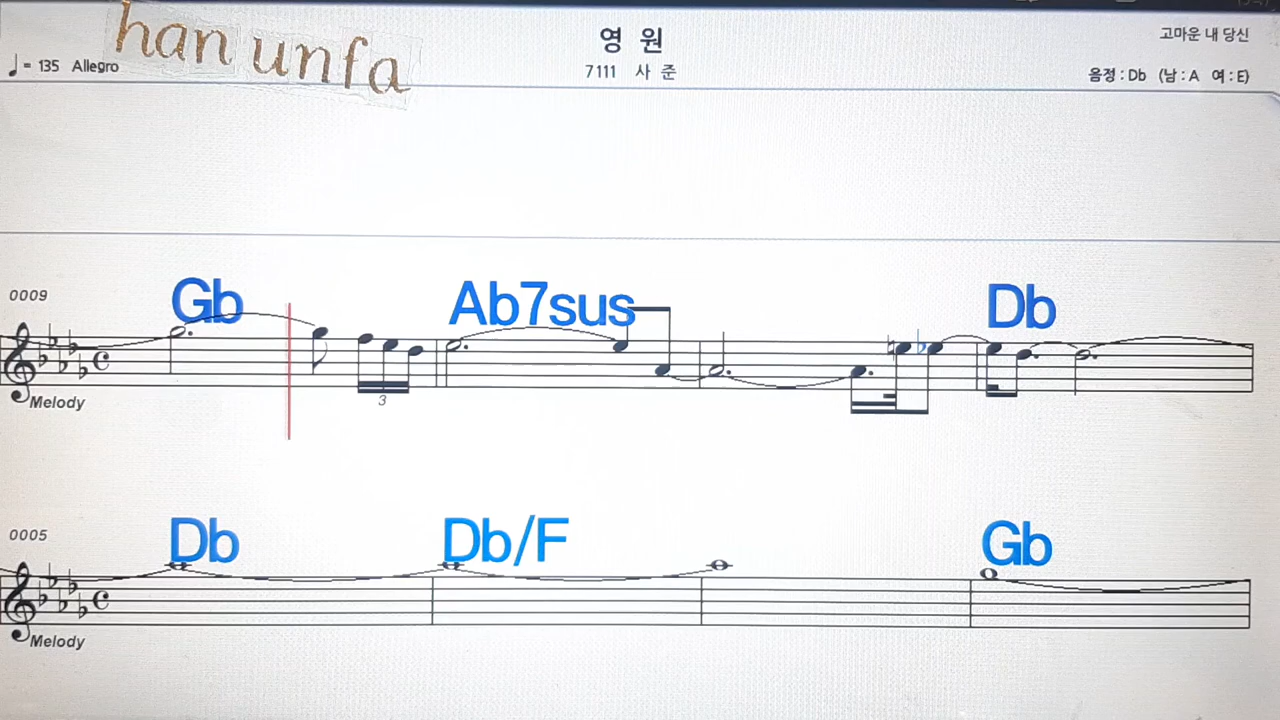 han unfa
영 원
고마운 내 당신
♩= 135 Allegro
7111 사 준
음정 : Db (남 : A 여 : E)
0009
Gb
Ab7sus
Db
Melody
3
0005
Db
Db/F
Gb
Melody